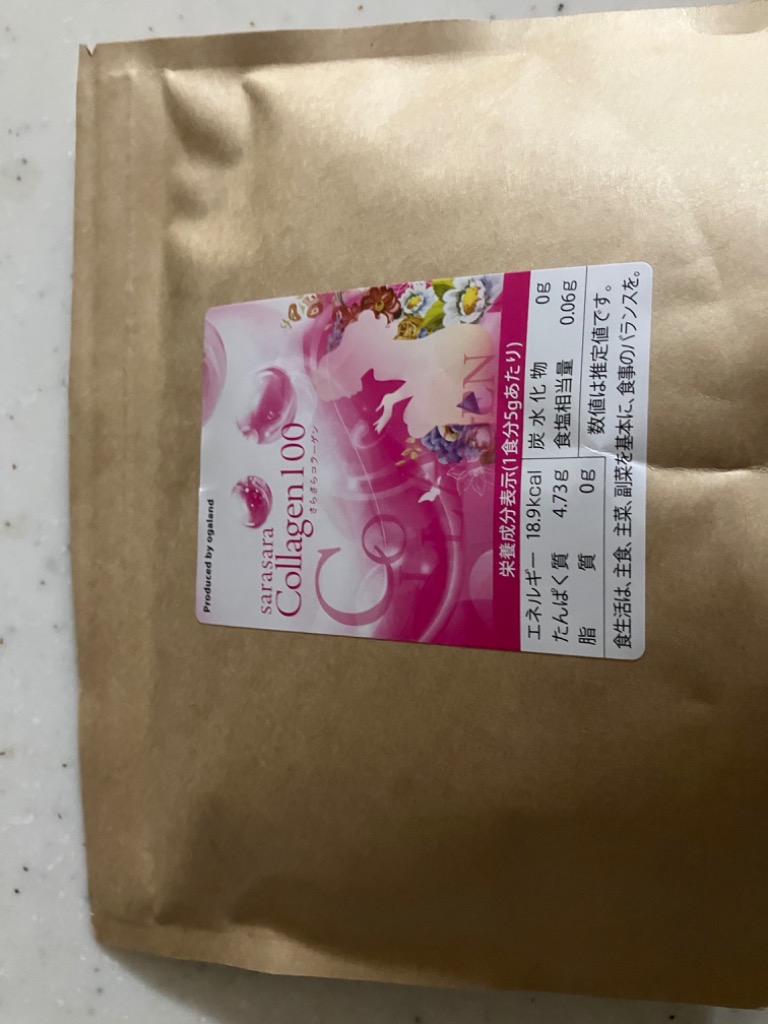 Produced by ogaland
sarasara
Collagen100
さらさらコラーゲン
栄養成分表示(1食分5gあたり)
エネルギー 18.9kcal 炭水化物 0g
たんぱく質 4.73g 食塩相当量 0.06g
脂質 0g 数値は推定値です。
食生活は、主食、主菜、副菜を基本に、食事のバランスを。